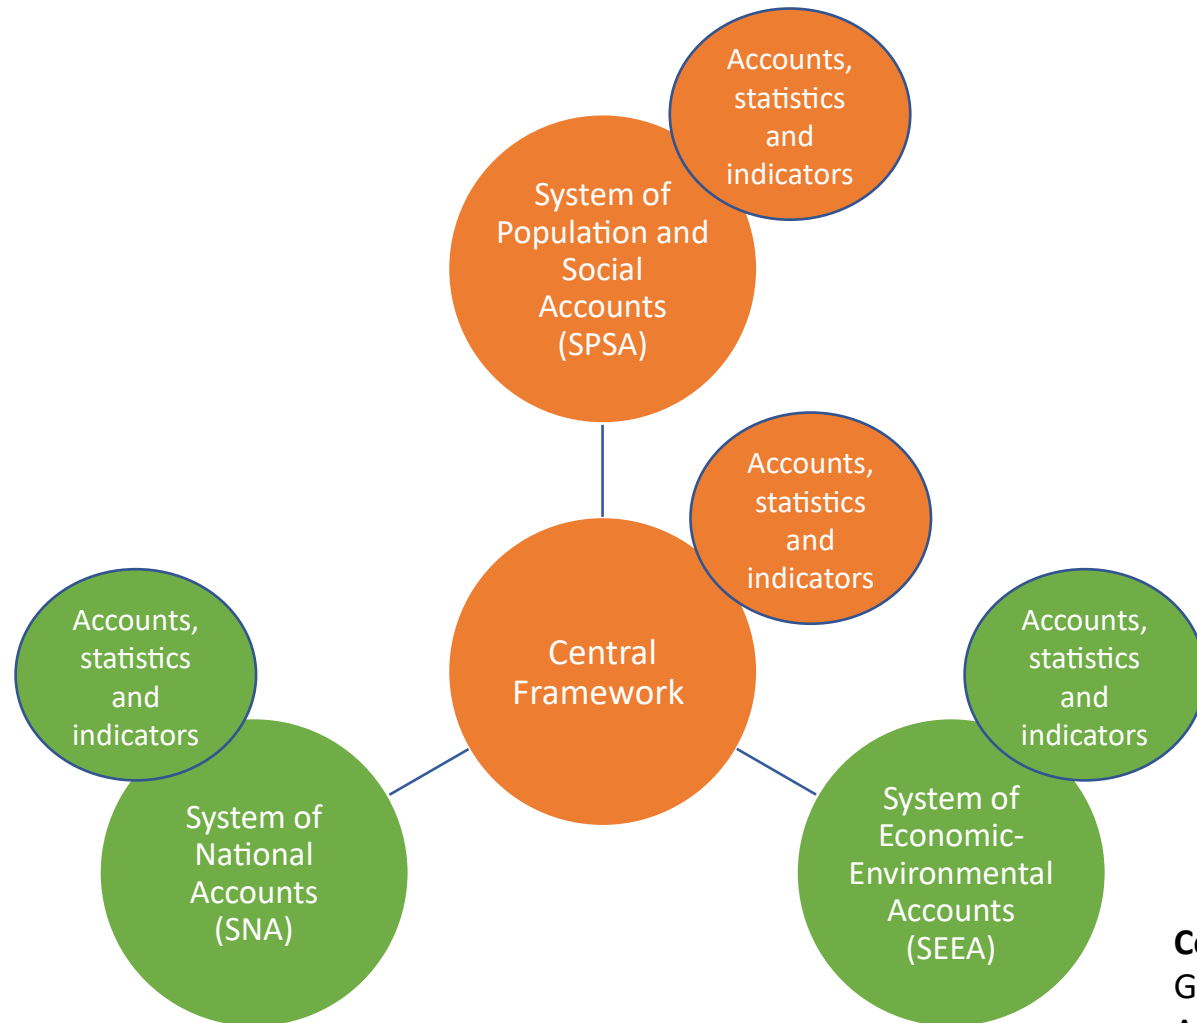 Accounts,
statistics
and
indicators
System of
Population and
Social
Accounts
(SPSA)
Accounts,
statistics
and
indicators
Central
Framework
Accounts,
statistics
and
indicators
System of
National
Accounts
(SNA)
Accounts,
statistics
and
indicators
System of
Economic-
Environmental
Accounts
(SEEA)